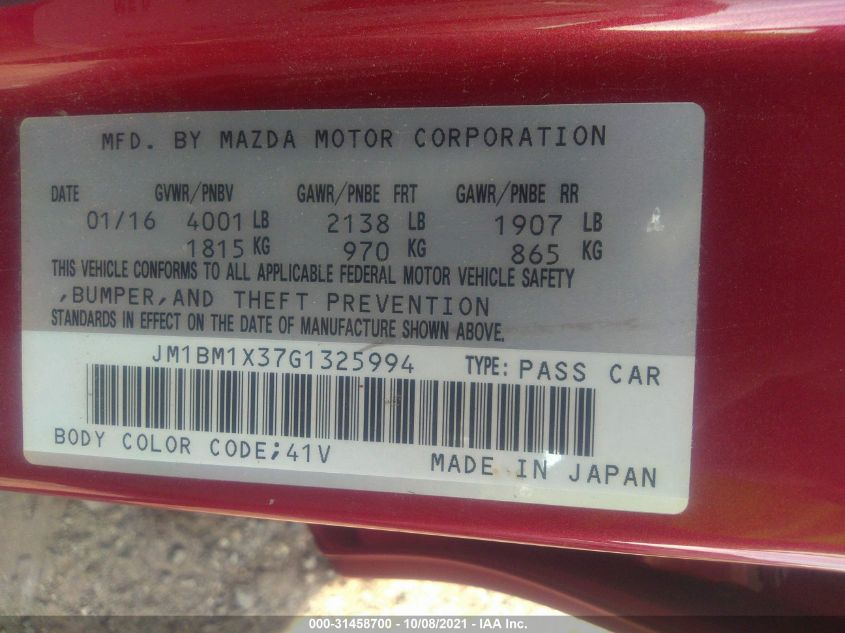 MFD. BY MAZDA MOTOR CORPORATION
DATE GVWR/PNBV GAWR/PNBE FRT GAWR/PNBE RR
01/16 4001 LB 2138 LB 1907 LB
1815 KG 970 KG 865 KG
THIS VEHICLE CONFORMS TO ALL APPLICABLE FEDERAL MOTOR VEHICLE SAFETY
,BUMPER,AND THEFT PREVENTION
STANDARDS IN EFFECT ON THE DATE OF MANUFACTURE SHOWN ABOVE.
JM1BM1X37G1325994 TYPE: PASS CAR
BODY COLOR CODE;41V
MADE IN JAPAN
000-31458700 - 10/08/2021 - IAA Inc.